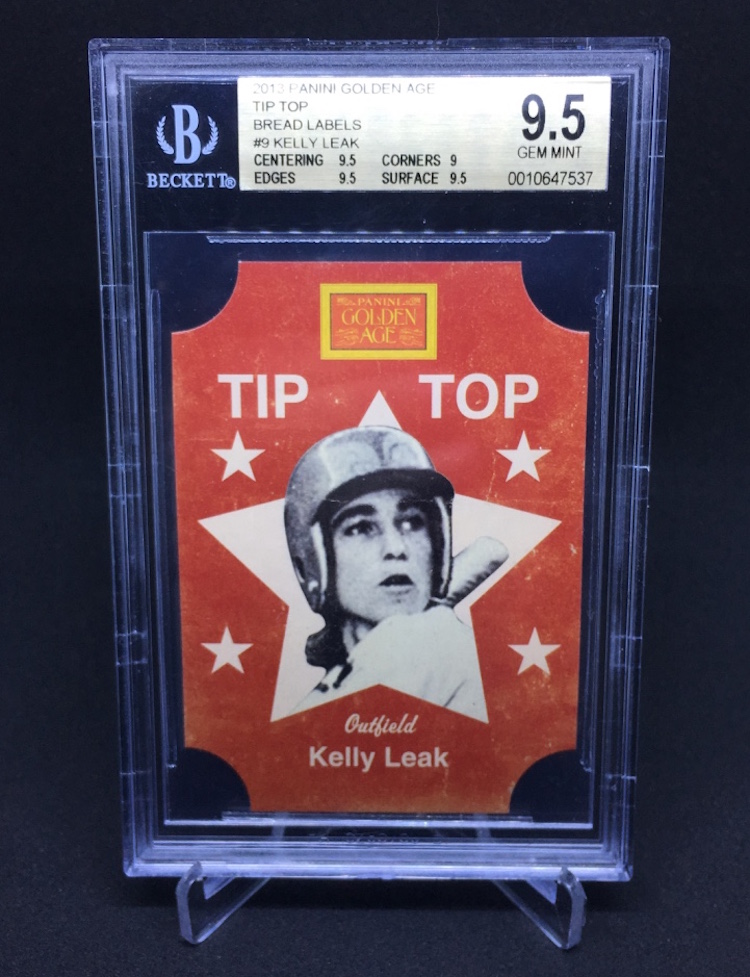 2013 PANINI GOLDEN AGE
TIP TOP
BREAD LABELS
#9 KELLY LEAK
CENTERING 9.5 CORNERS 9
EDGES 9.5 SURFACE 9.5
9.5
GEM MINT
0010647537
B
BECKETT®
PANINI
GOLDEN
AGE
TIP TOP
Outfield
Kelly Leak